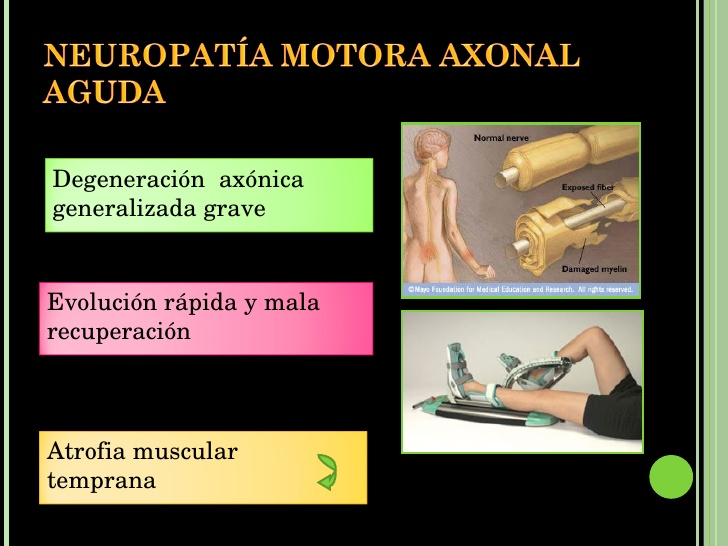 NEUROPATÍA MOTORA AXONAL
AGUDA
Degeneración  axónica
generalizada grave
Evolución rápida y mala
recuperación
Atrofia muscular
temprana
Normal nerve
Exposed fiber
Damaged myelin
©Mayo Foundation for Medical Education and Research. All rights reserved.